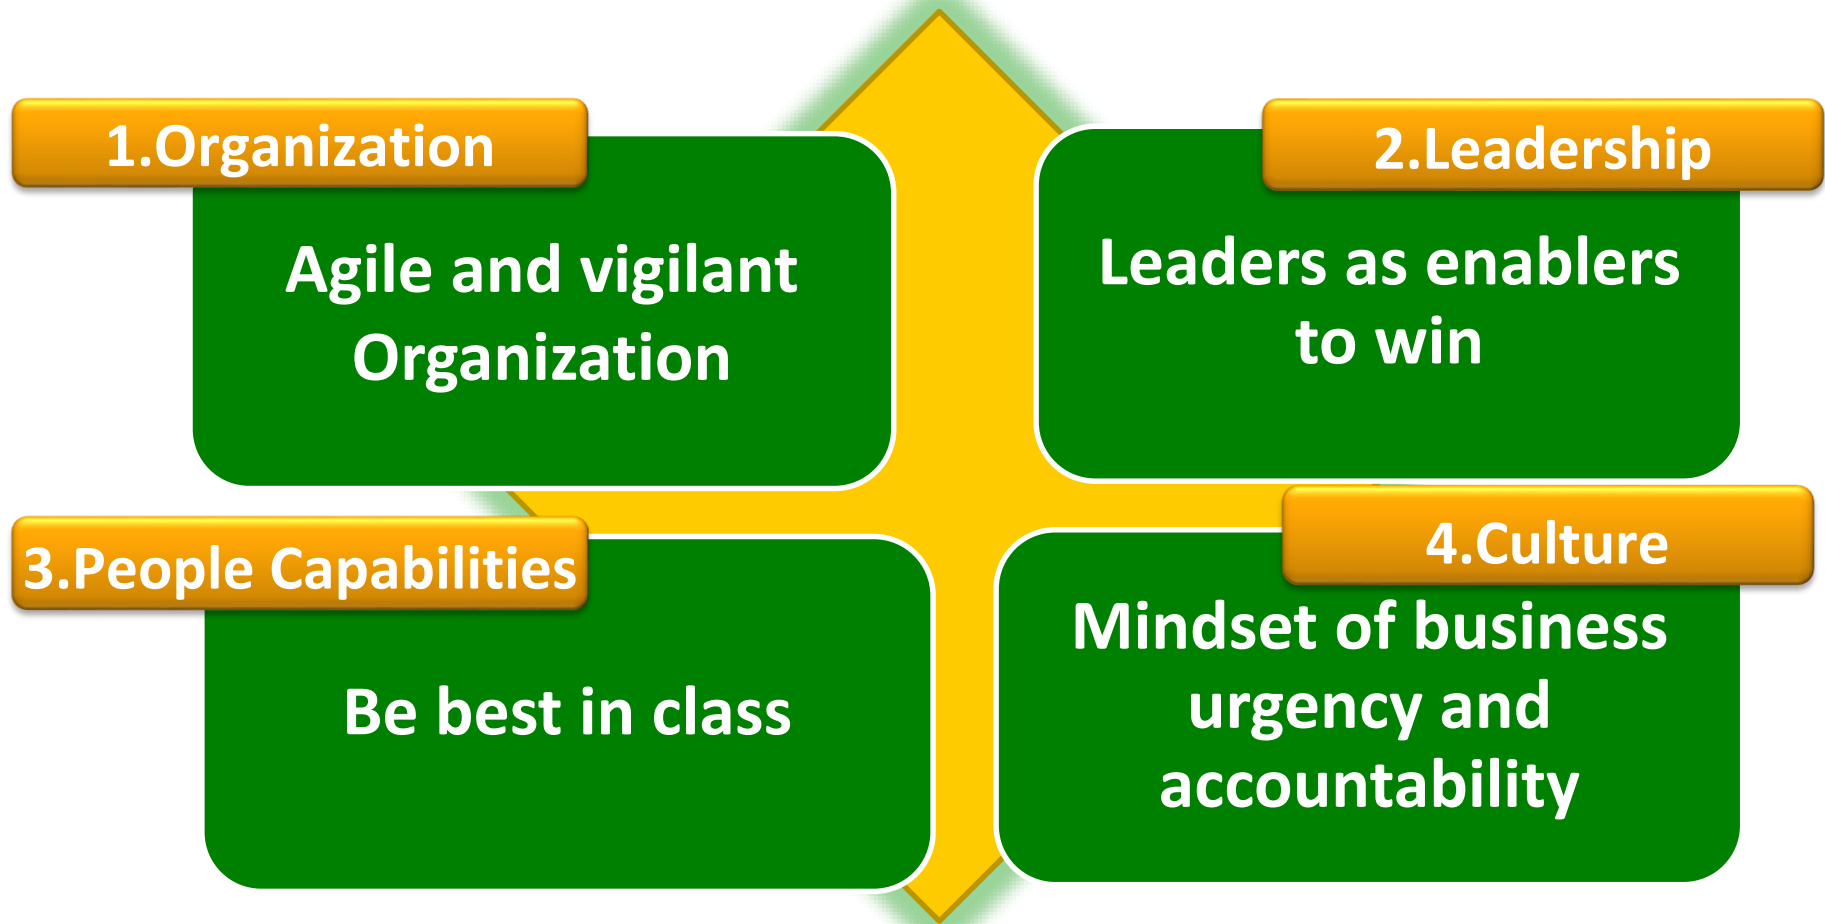 1.Organization
Agile and vigilant
Organization
2.Leadership
Leaders as enablers
to win
3.People Capabilities
Be best in class
4.Culture
Mindset of business
urgency and
accountability